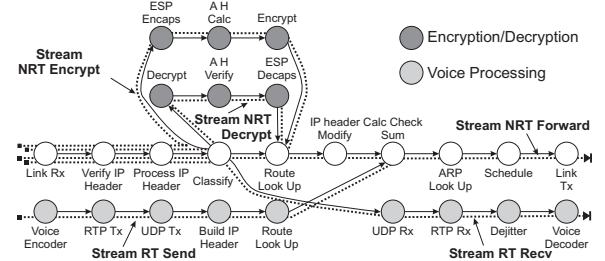 ESP
Encaps
A H
Calc
Encrypt
Encryption/Decryption
Stream
NRT Encrypt
Decrypt
A H
Verify
ESP
Decaps
Voice Processing
Stream NRT
Decrypt
IP header
Modify
Calc Check
Sum
Stream NRT Forward
Link Rx
Verify IP
Header
Process IP
Header
Classify
Route
Look Up
ARP
Look Up
Schedule
Link
Tx
Voice
Encoder
RTP Tx
UDP Tx
Build IP
Header
Route
Look Up
UDP Rx
RTP Rx
Dejitter
Voice
Decoder
Stream RT Send
Stream RT Recv